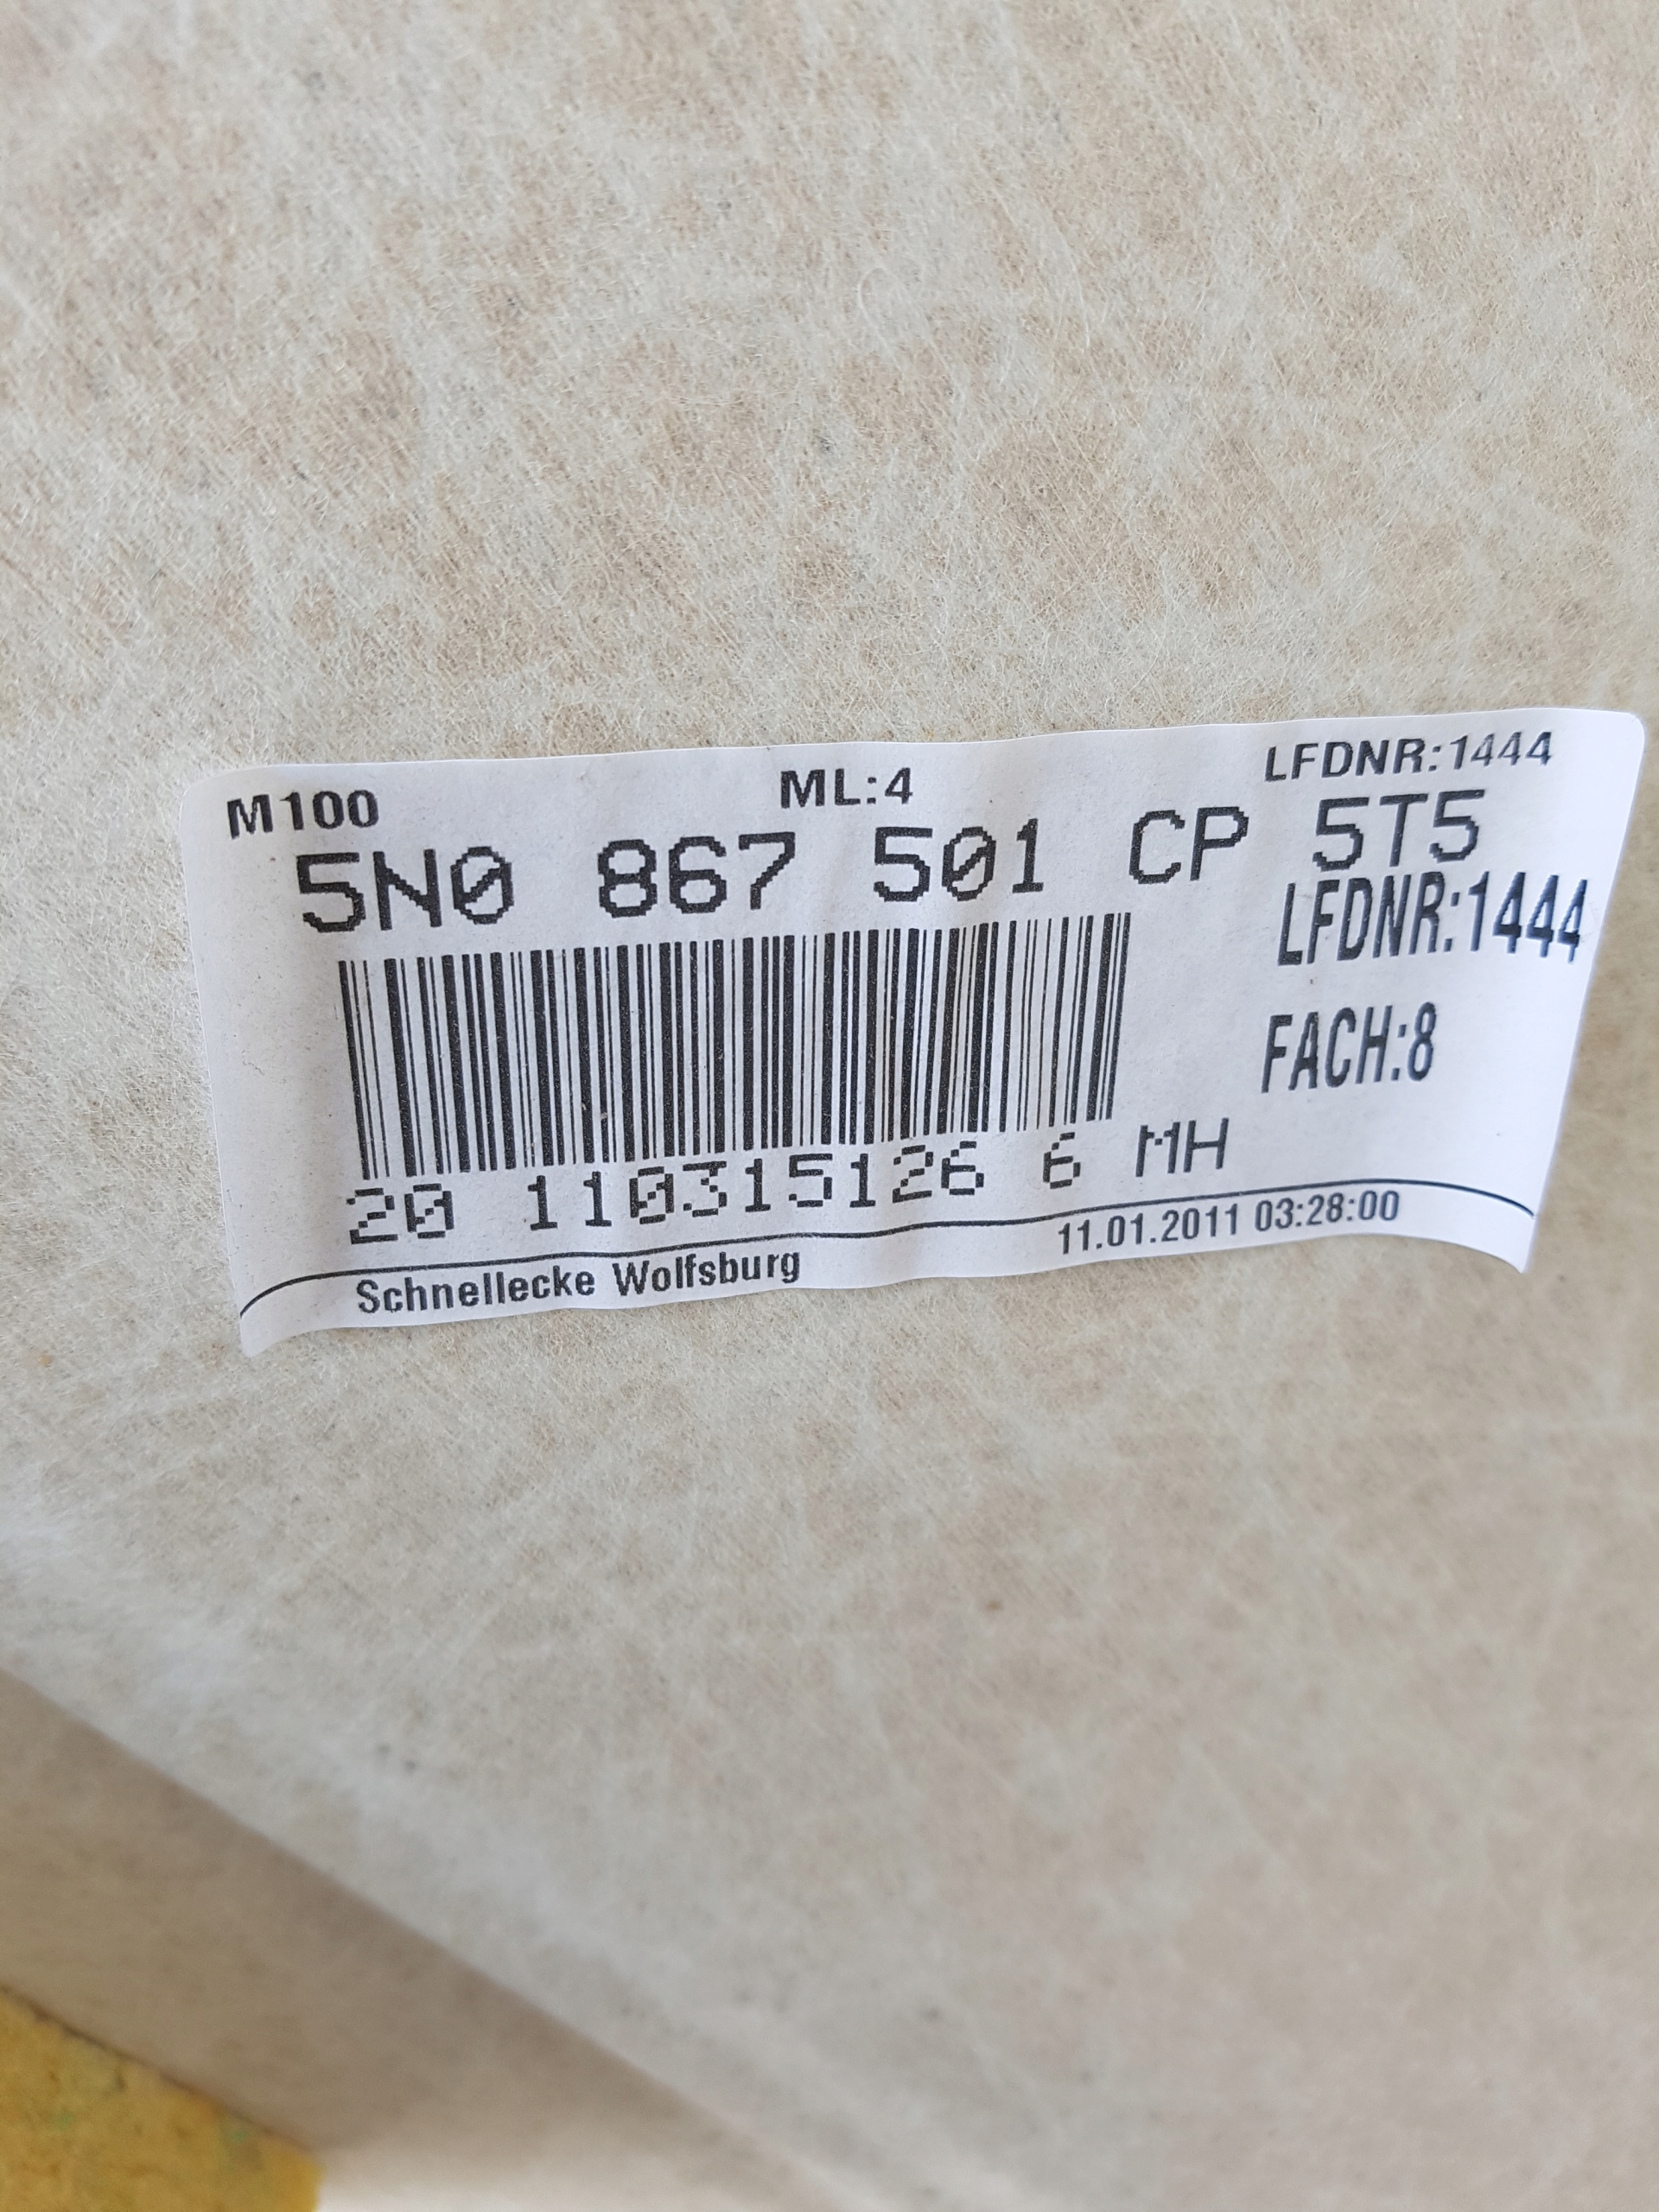 M100 ML:4 LFDNR:1444
5N0 867 501 CP 5T5
LFDNR:1444
FACH:8
20 110315126 6 MH
Schnellecke Wolfsburg 11.01.2011 03:28:00